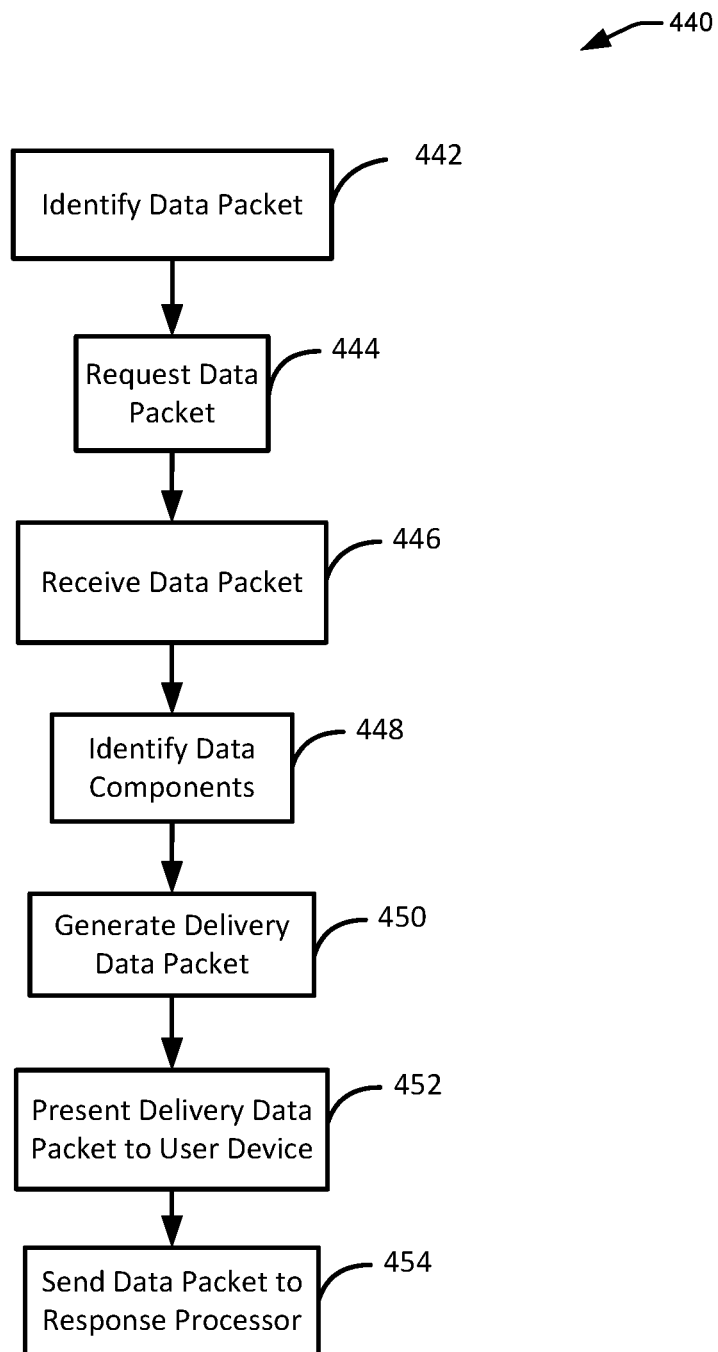 440
442
Identify Data Packet
444
Request Data
Packet
446
Receive Data Packet
448
Identify Data
Components
450
Generate Delivery
Data Packet
452
Present Delivery Data
Packet to User Device
454
Send Data Packet to
Response Processor